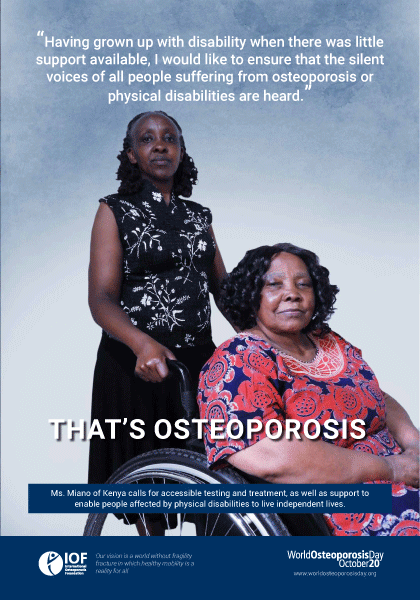 “Having grown up with disability when there was little
support available, I would like to ensure that the silent
voices of all people suffering from osteoporosis or
physical disabilities are heard.”
THAT’S OSTEOPOROSIS
Ms. Miano of Kenya calls for accessible testing and treatment, as well as support to
enable people affected by physical disabilities to live independent lives.
IOF
International
Osteoporosis
Foundation
Our vision is a world without fragility
fracture in which healthy mobility is a
reality for all
WorldOsteoporosisDay
October20
www.worldosteoporosisday.org